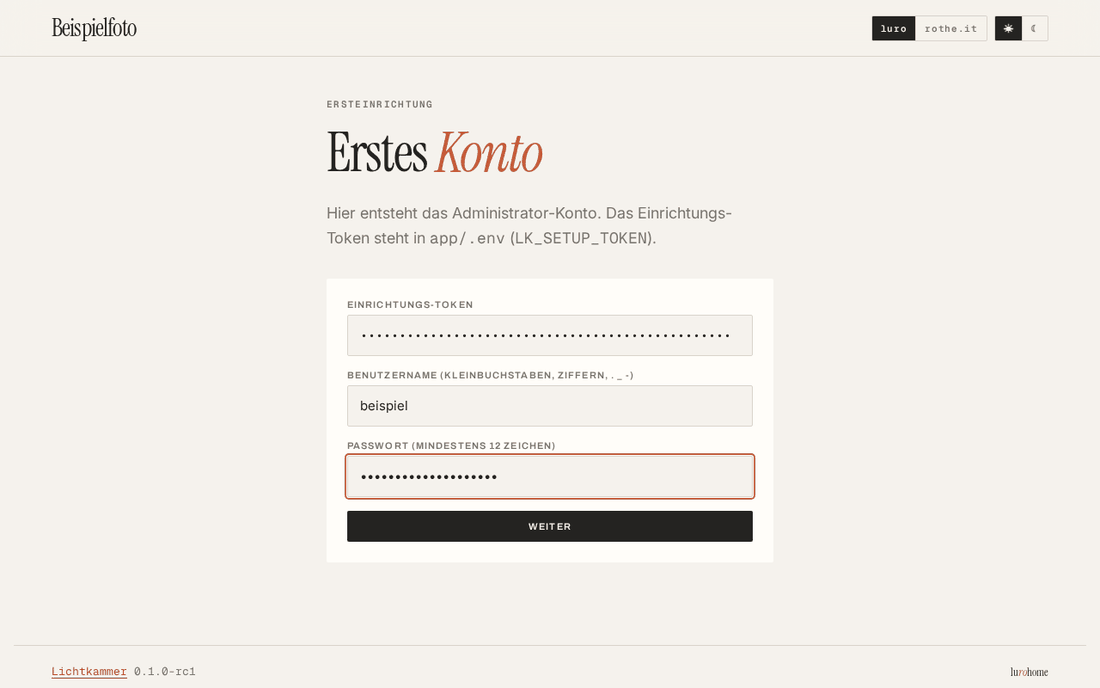 Beispielfoto
luro rothe.it ☀ ☾
ERSTEINRICHTUNG
Erstes Konto
Hier entsteht das Administrator-Konto. Das Einrichtungs-
Token steht in app/.env (LK_SETUP_TOKEN).
EINRICHTUNGS-TOKEN
BENUTZERNAME (KLEINBUCHSTABEN, ZIFFERN, . _ -)
beispiel
PASSWORT (MINDESTENS 12 ZEICHEN)
WEITER
Lichtkammer 0.1.0-rc1
lurohome